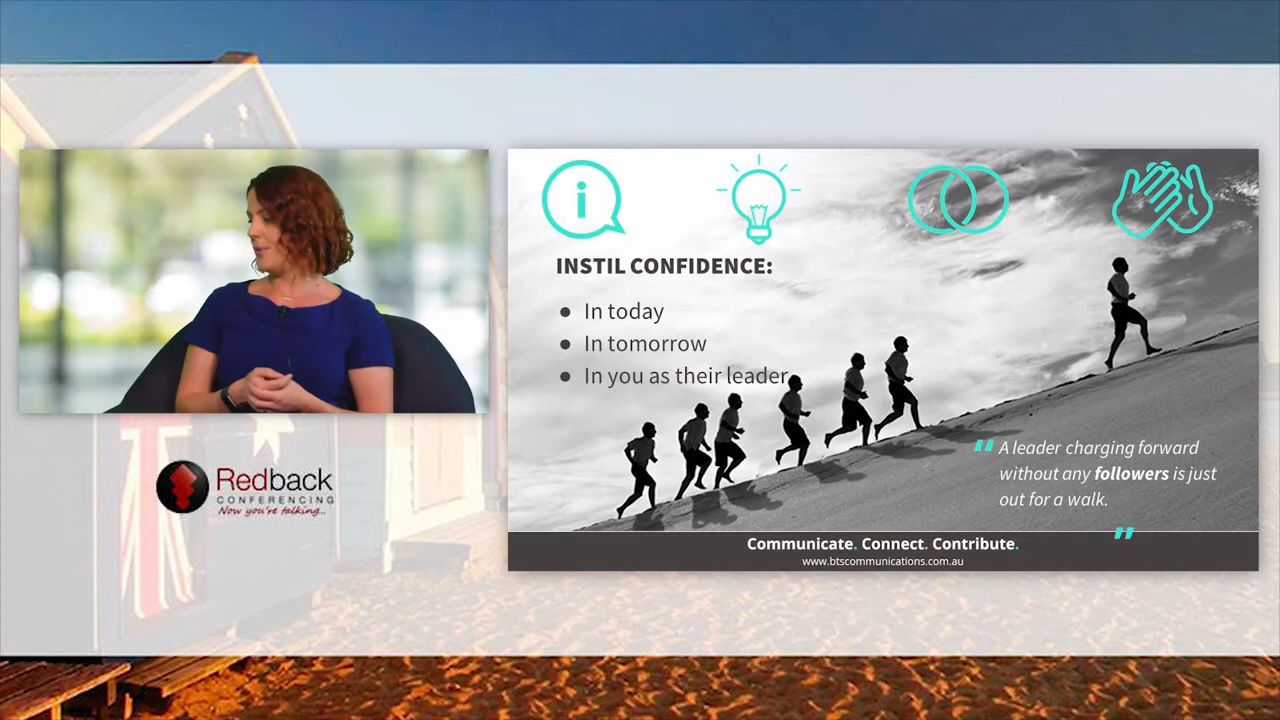 i
INSTIL CONFIDENCE:
● In today
● In tomorrow
● In you as their leader
"A leader charging forward
without any followers is just
out for a walk.
"
Communicate. Connect. Contribute.
www.btscommunications.com.au
Redback
CONFERENCING
Now you're talking...